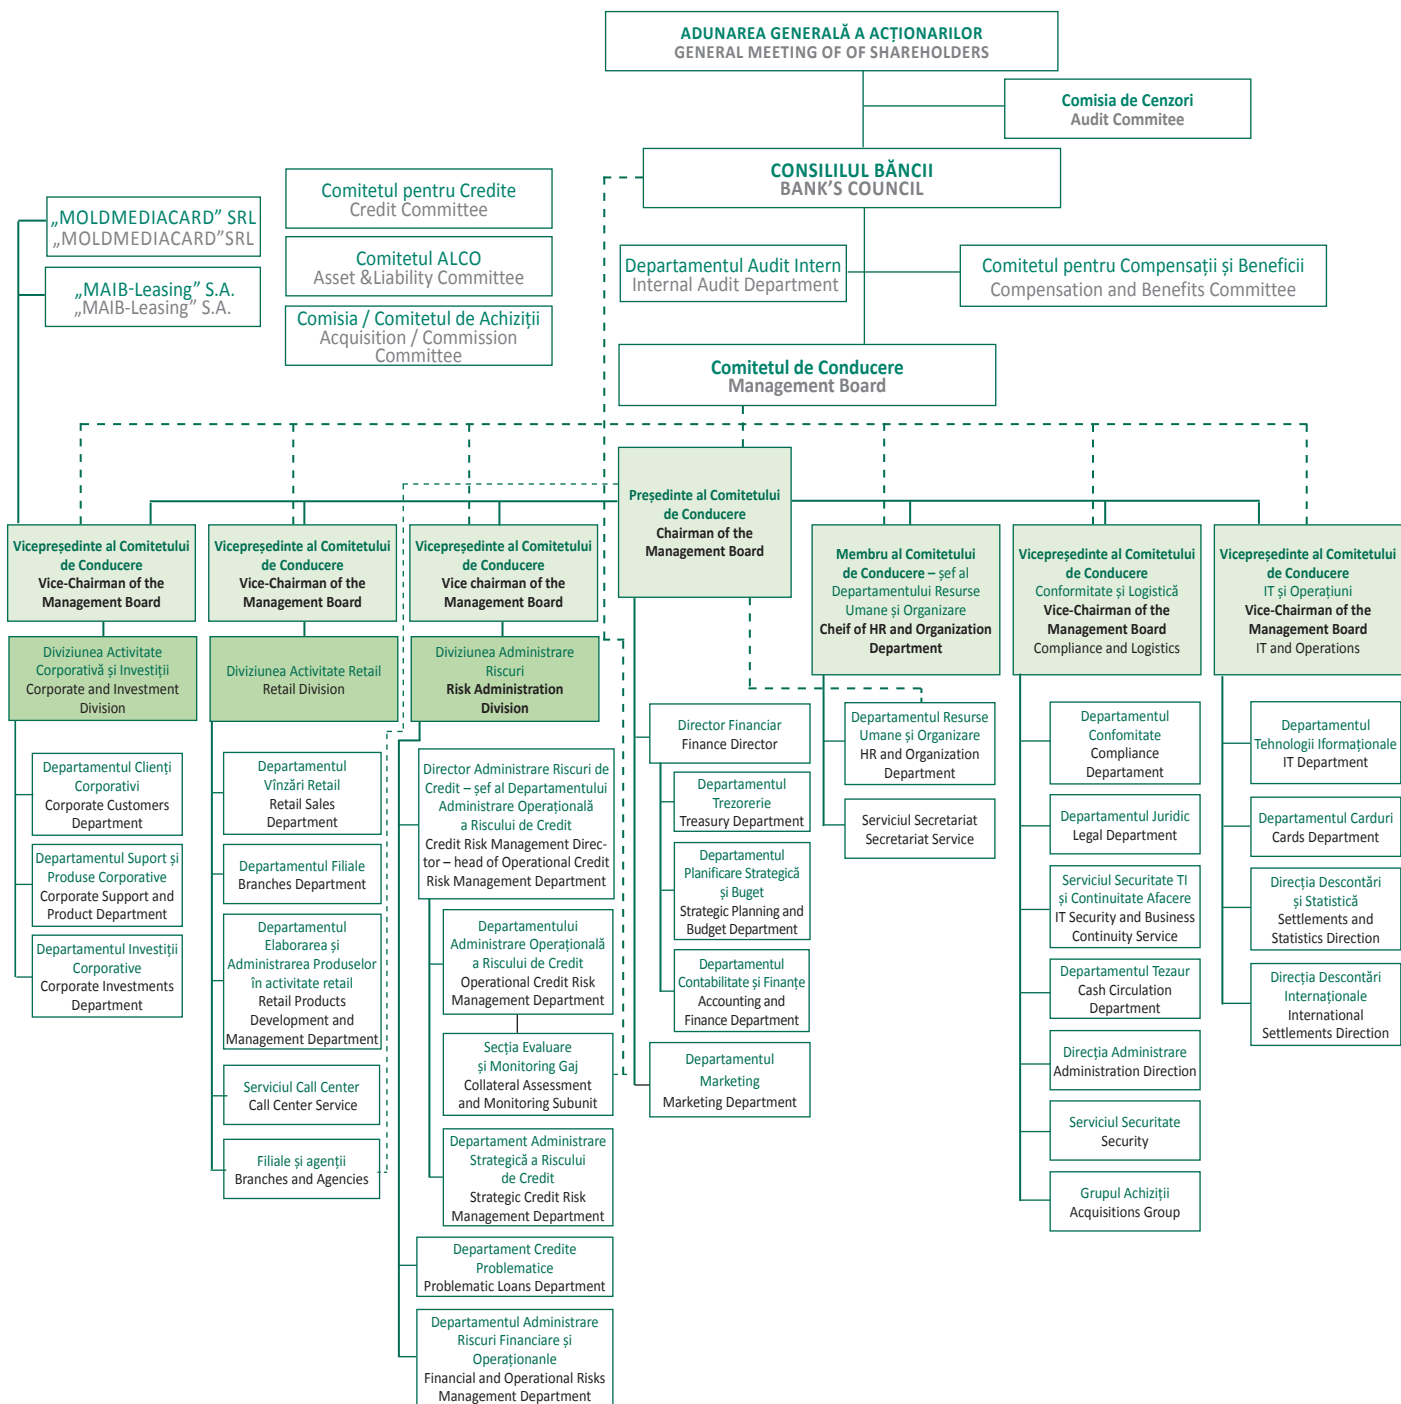 ADUNAREA GENERALĂ A ACȚIONARILOR
GENERAL MEETING OF OF SHAREHOLDERS
Comisia de Cenzori
Audit Commitee
CONSILILUL BĂNCII
BANK'S COUNCIL
„MOLDMEDIACARD” SRL
„MOLDMEDIACARD”SRL
„MAIB-Leasing” S.A.
„MAIB-Leasing” S.A.
Comitetul pentru Credite
Credit Committee
Comitetul ALCO
Asset &Liability Committee
Comisia / Comitetul de Achiziții
Acquisition / Commission
Committee
Departamentul Audit Intern
Internal Audit Department
Comitetul pentru Compensații și Beneficii
Compensation and Benefits Committee
Comitetul de Conducere
Management Board
Președinte al Comitetului
de Conducere
Chairman of the
Management Board
Vicepreședinte al Comitetului
de Conducere
Vice-Chairman of the
Management Board
Diviziunea Activitate
Corporativă și Investiții
Corporate and Investment
Division
Departamentul Clienți
Corporativi
Corporate Customers
Department
Departamentul Suport și
Produse Corporative
Corporate Support and
Product Department
Departamentul Investiții
Corporative
Corporate Investments
Department
Vicepreședinte al Comitetului
de Conducere
Vice-Chairman of the
Management Board
Diviziunea Activitate Retail
Retail Division
Departamentul
Vînzări Retail
Retail Sales
Department
Departamentul Filiale
Branches Department
Departamentul
Elaborarea și
Administrarea Produselor
în activitate retail
Retail Products
Development and
Management Department
Serviciul Call Center
Call Center Service
Filiale și agenții
Branches and Agencies
Vicepreședinte al Comitetului
de Conducere
Vice chairman of the
Management Board
Diviziunea Administrare
Riscuri
Risk Administration
Division
Director Administrare Riscuri de
Credit – șef al Departamentului
Administrare Operațională
a Riscului de Credit
Credit Risk Management Direc-
tor – head of Operational Credit
Risk Management Department
Departamentului
Administrare Operațională
a Riscului de Credit
Operational Credit Risk
Management Department
Secția Evaluare
și Monitoring Gaj
Collateral Assessment
and Monitoring Subunit
Departament Administrare
Strategică a Riscului
de Credit
Strategic Credit Risk
Management Department
Departament Credite
Problematice
Problematic Loans Department
Departamentul Administrare
Riscuri Financiare și
Operaționanle
Financial and Operational Risks
Management Department
Director Financiar
Finance Director
Departamentul
Trezorerie
Treasury Department
Departamentul
Planificare Strategică
și Buget
Strategic Planning and
Budget Department
Departamentul
Contabilitate și Finanțe
Accounting and
Finance Department
Departamentul
Marketing
Marketing Department
Membru al Comitetului
de Conducere – șef al
Departamentului Resurse
Umane și Organizare
Cheif of HR and Organization
Department
Departamentul Resurse
Umane și Organizare
HR and Organization
Department
Serviciul Secretariat
Secretariat Service
Vicepreședinte al Comitetului
de Conducere
Conformitate și Logistică
Vice-Chairman of the
Management Board
Compliance and Logistics
Departamentul
Confomitate
Compliance
Departament
Departamentul Juridic
Legal Department
Serviciul Securitate TI
și Continuitate Afacere
IT Security and Business
Continuity Service
Departamentul Tezaur
Cash Circulation
Department
Direcția Administrare
Administration Direction
Serviciul Securitate
Security
Grupul Achiziții
Acquisitions Group
Vicepreședinte al Comitetului
de Conducere
IT și Operațiuni
Vice-Chairman of the
Management Board
IT and Operations
Departamentul
Tehnologii Iformaționale
IT Department
Departamentul Carduri
Cards Department
Direcția Descontări
și Statistică
Settlements and
Statistics Direction
Direcția Descontări
Internaționale
International
Settlements Direction